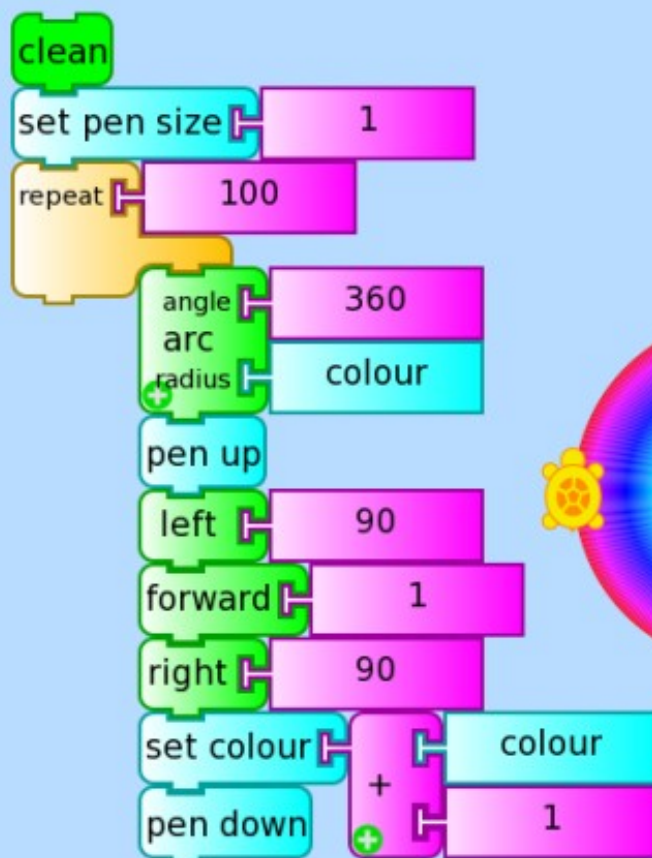 clean
set pen size 1
repeat 100
angle 360
arc
radius colour
pen up
left 90
forward 1
right 90
set colour + colour
1
pen down